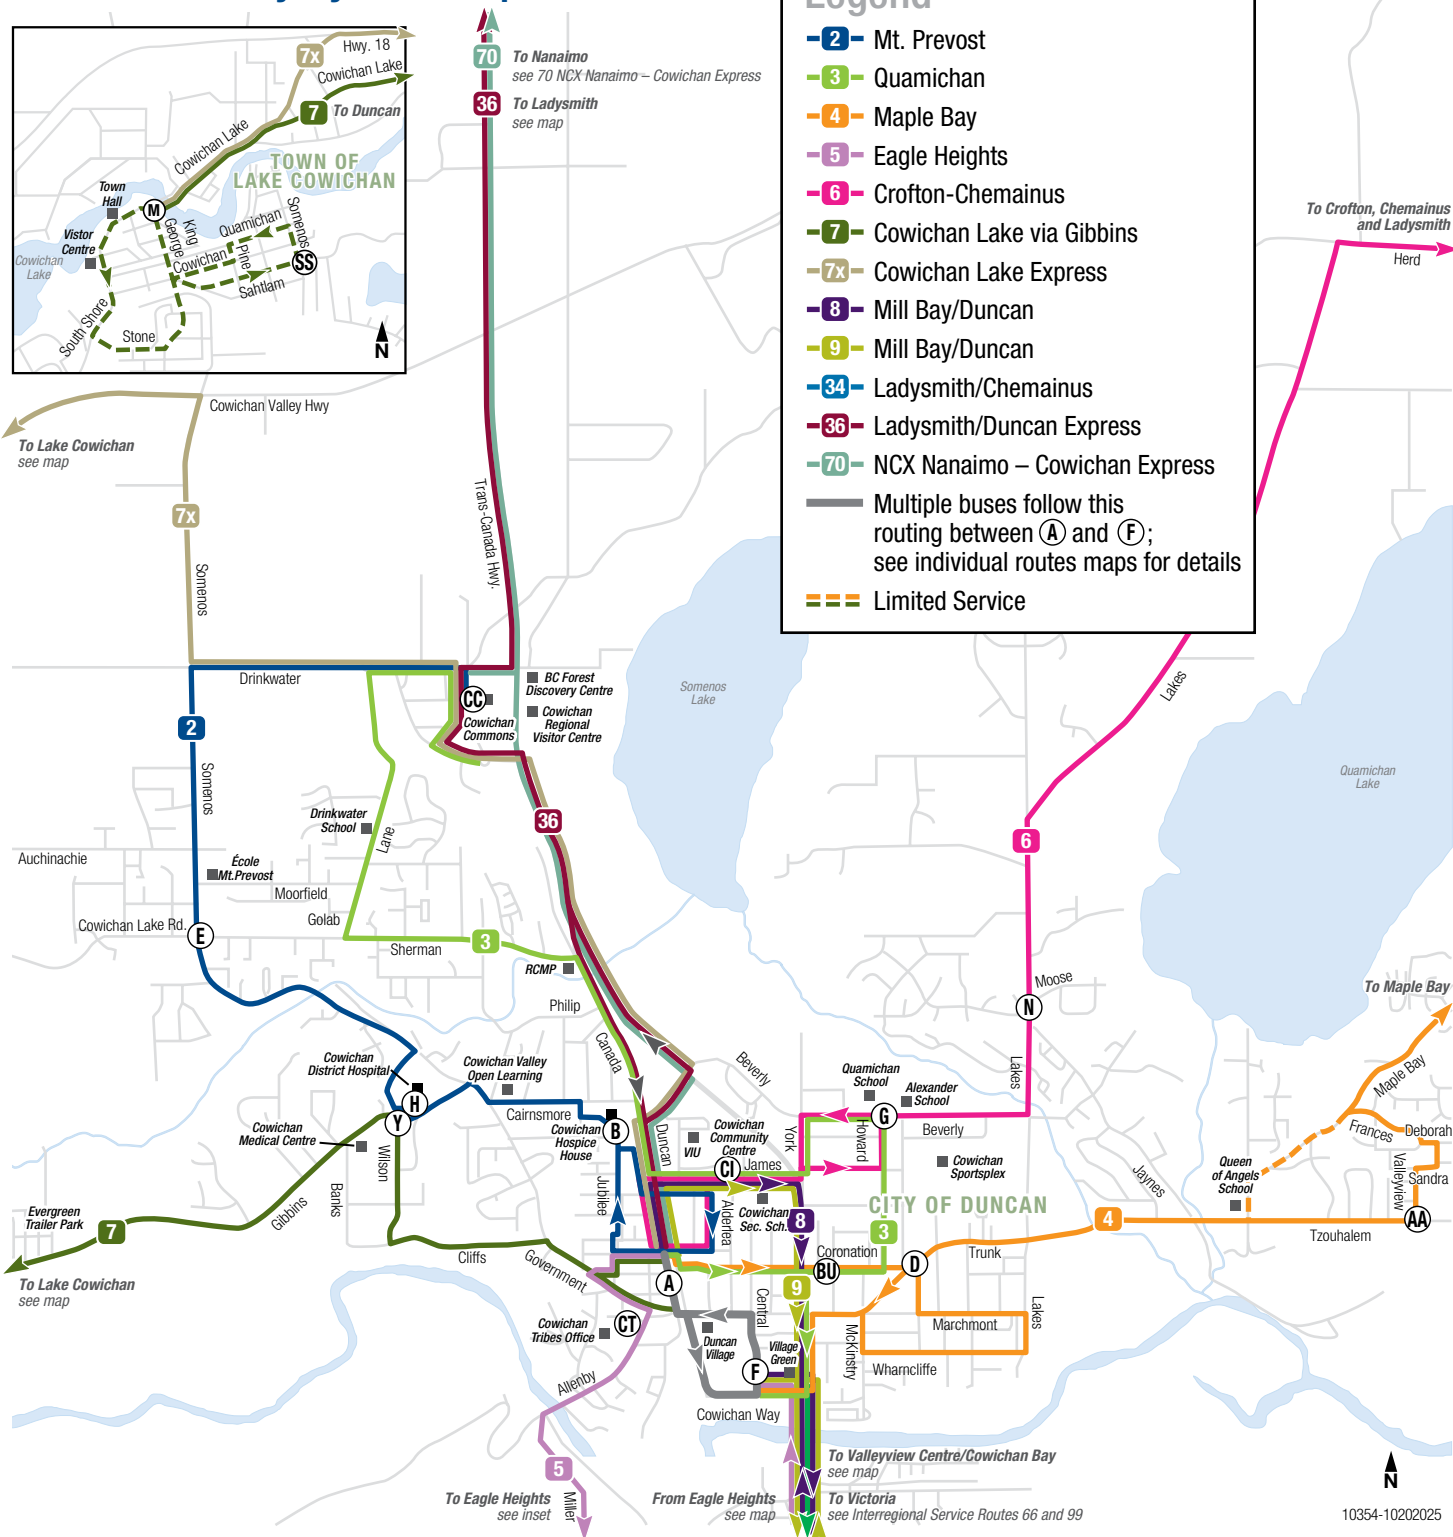 Legend
2 Mt. Prevost
3 Quamichan
4 Maple Bay
5 Eagle Heights
6 Crofton-Chemainus
7 Cowichan Lake via Gibbins
7x Cowichan Lake Express
8 Mill Bay/Duncan
9 Mill Bay/Duncan
34 Ladysmith/Chemainus
36 Ladysmith/Duncan Express
70 NCX Nanaimo – Cowichan Express
Multiple buses follow this
routing between A and F;
see individual routes maps for details
Limited Service
7x
Hwy. 18
Cowichan Lake
7
To Duncan
Cowichan Lake
TOWN OF
LAKE COWICHAN
Town
Hall
M
Vistor
Centre
Cowichan
Lake
King
George
Quamichan
Somenos
Cowichan
Pine
SS
Sahtlam
South Shore
Stone
N
70
To Nanaimo
see 70 NCX Nanaimo – Cowichan Express
36
To Ladysmith
see map
To Crofton, Chemainus
and Ladysmith
Herd
Cowichan Valley Hwy
To Lake Cowichan
see map
7x
Somenos
Trans-Canada Hwy.
Drinkwater
CC
Cowichan
Commons
BC Forest
Discovery Centre
Cowichan
Regional
Visitor Centre
Somenos
Lake
Lakes
Quamichan
Lake
2
Somenos
Drinkwater
School
Lane
36
6
Auchinachie
École
Mt.Prevost
Moorfield
Golab
Cowichan Lake Rd.
E
Sherman
3
RCMP
Philip
Canada
Moose
N
Lakes
To Maple Bay
Maple Bay
Cowichan
District Hospital
H
Y
Cowichan Valley
Open Learning
Cairnsmore
Cowichan
Hospice
House
B
Cowichan
Medical Centre
Wilson
Banks
Gibbins
Beverly
Quamichan
School
Alexander
School
G
Beverly
Howard
York
Cowichan
Community
Centre
VIU
Duncan
CI
James
Cowichan
Sportsplex
Cowichan
Sec. Sch.
Alderlea
Jubilee
8
CITY OF DUNCAN
3
Frances
Deborah
Valleyview
Sandra
Queen
of Angels
School
Jaynes
AA
Tzouhalem
4
Trunk
Evergreen
Trailer Park
7
To Lake Cowichan
see map
Cliffs
Government
Coronation
BU
D
A
9
Central
Cowichan
Tribes Office
CT
Duncan
Village
Village
Green
F
McKinstry
Marchmont
Wharncliffe
Lakes
Allenby
Cowichan Way
5
Miller
To Eagle Heights
see inset
From Eagle Heights
see map
To Valleyview Centre/Cowichan Bay
see map
To Victoria
see Interregional Service Routes 66 and 99
N
10354-10202025